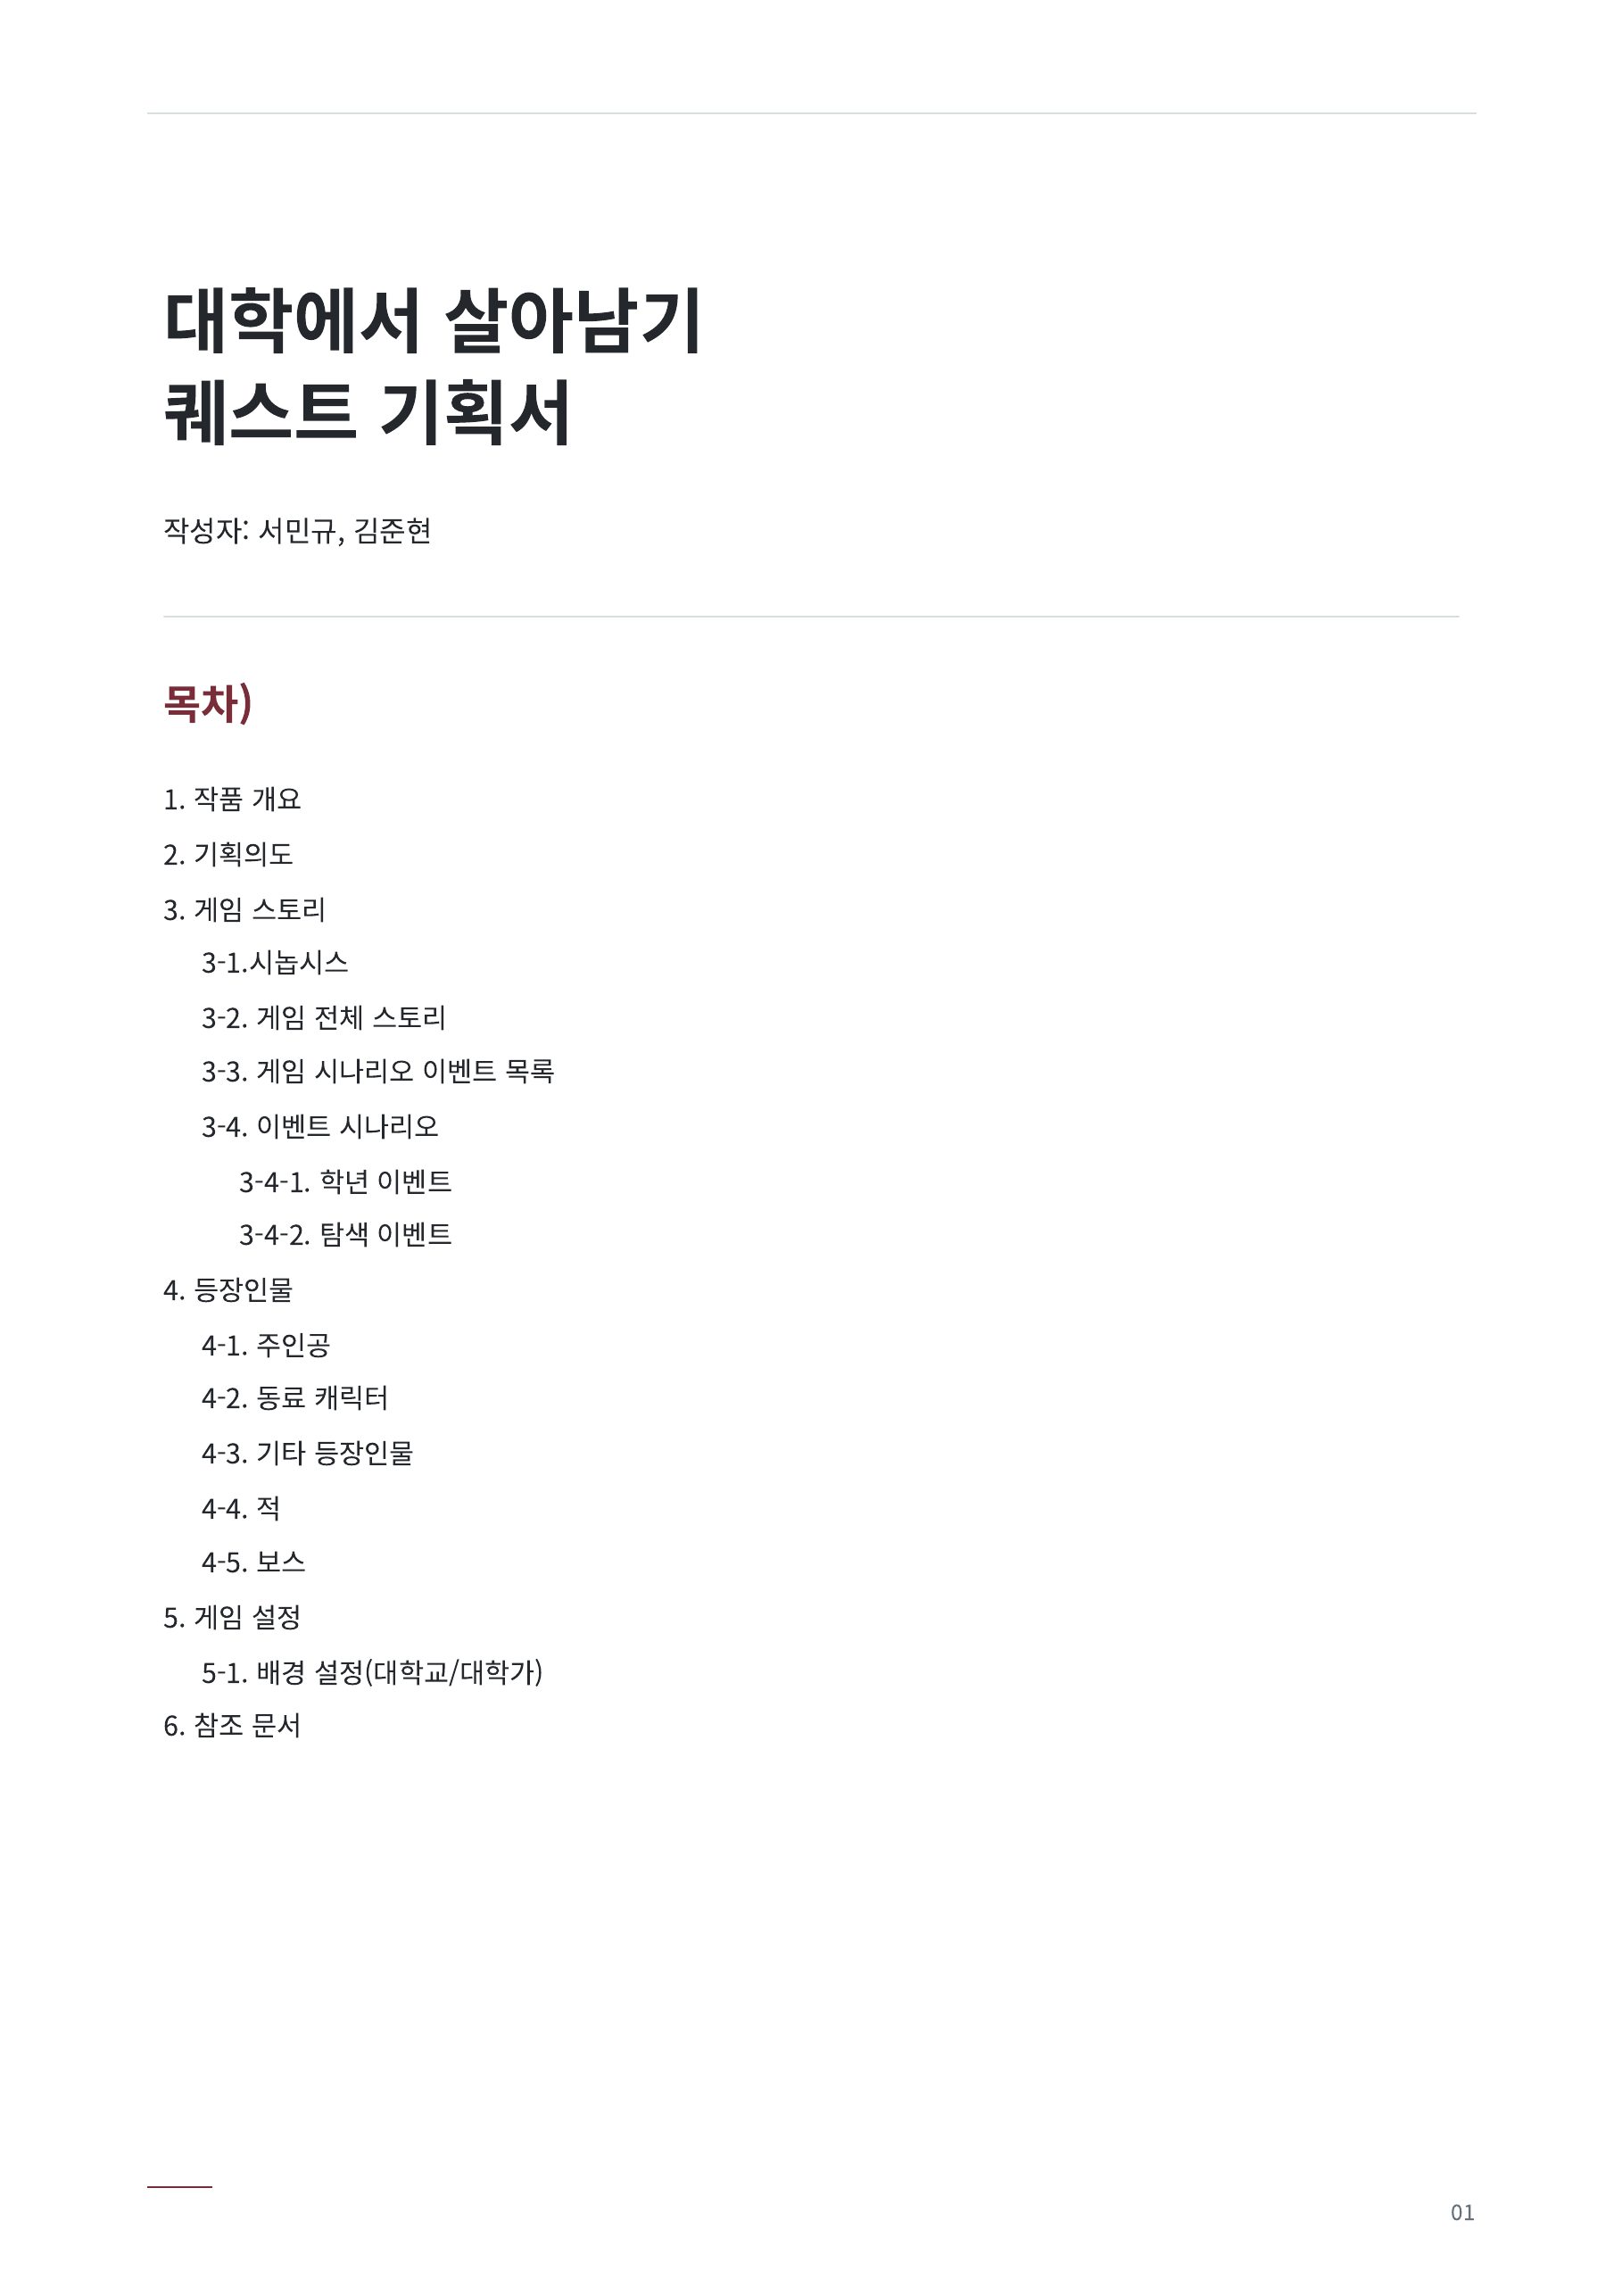 대학에서 살아남기
퀘스트 기획서
작성자: 서민규, 김준현
목차)
1. 작품 개요
2. 기획의도
3. 게임 스토리
3-1.시놉시스
3-2. 게임 전체 스토리
3-3. 게임 시나리오 이벤트 목록
3-4. 이벤트 시나리오
3-4-1. 학년 이벤트
3-4-2. 탐색 이벤트
4. 등장인물
4-1. 주인공
4-2. 동료 캐릭터
4-3. 기타 등장인물
4-4. 적
4-5. 보스
5. 게임 설정
5-1. 배경 설정(대학교/대학가)
6. 참조 문서
01